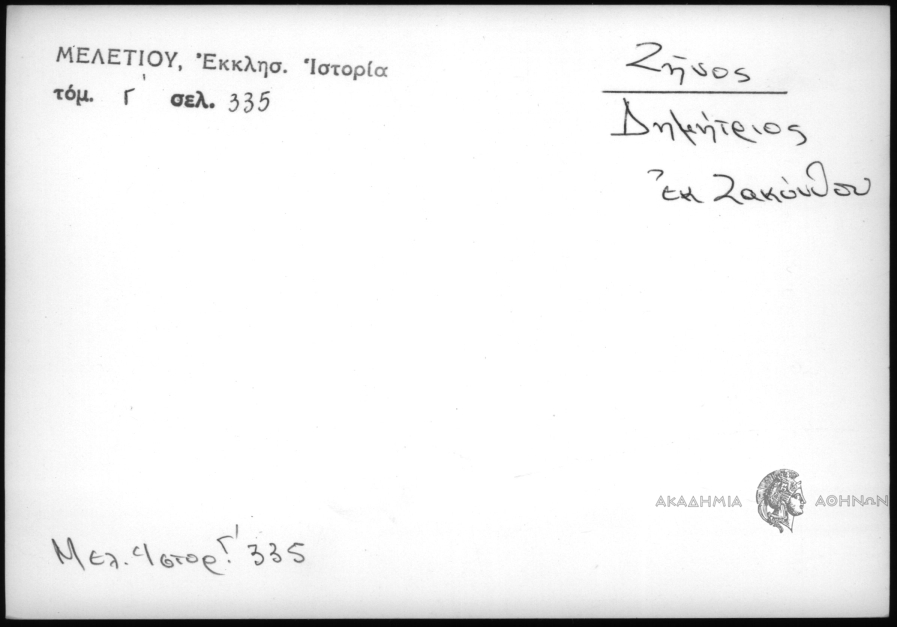 ΜΕΛΕΤΙΟΥ, Ἐκκλησ. Ἱστορία
τόμ. Γ' σελ. 335
Ζῆνος
Δημήτριος
Ἐκ Ζακύνθου
ΑΚΑΔΗΜΙΑ ΑΘΗΝΩΝ
Μελ. Ἱστορ. Γ' 335